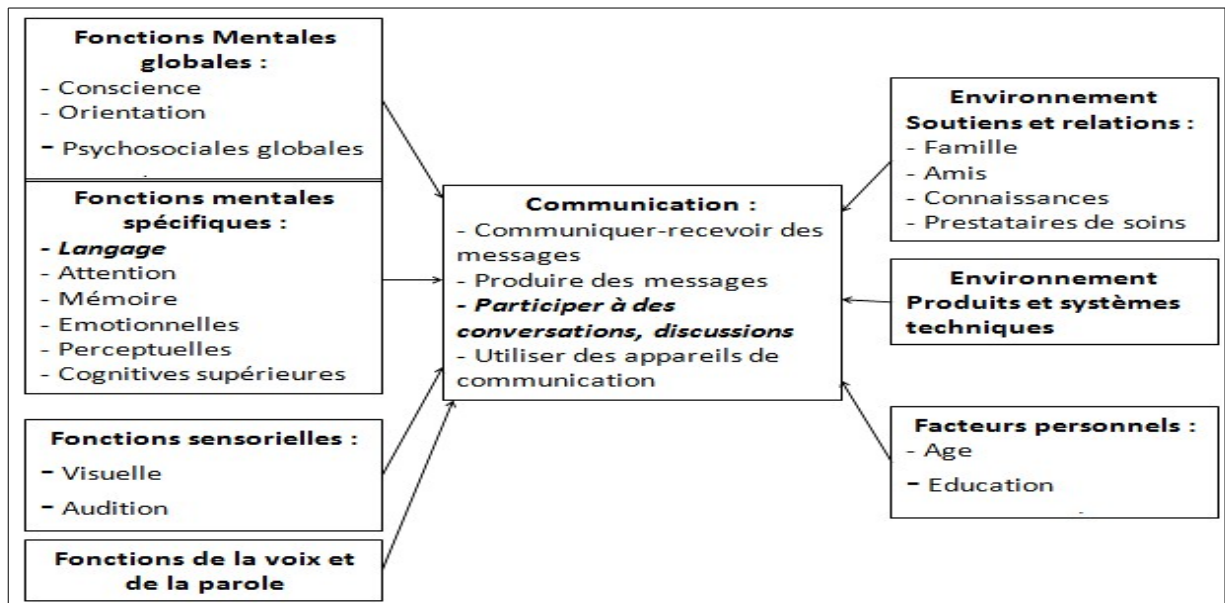 Fonctions Mentales
globales :
- Conscience
- Orientation
- Psychosociales globales
Fonctions mentales
spécifiques :
- Langage
- Attention
- Mémoire
- Emotionnelles
- Perceptuelles
- Cognitives supérieures
Fonctions sensorielles :
- Visuelle
- Audition
Fonctions de la voix et
de la parole
Communication :
- Communiquer-recevoir des
messages
- Produire des messages
- Participer à des
conversations, discussions
- Utiliser des appareils de
communication
Environnement
Soutiens et relations :
- Famille
- Amis
- Connaissances
- Prestataires de soins
Environnement
Produits et systèmes
techniques
Facteurs personnels :
- Age
- Education